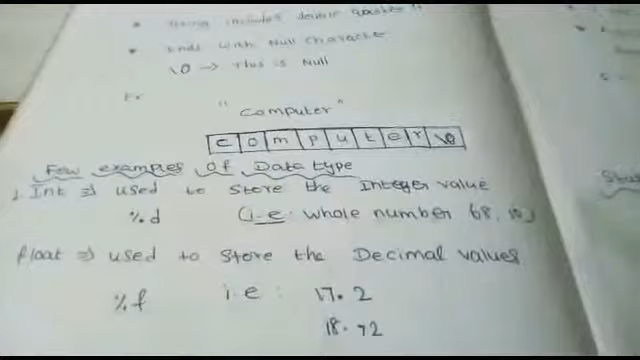 string includes double quotes " "
Ends with Null character
\0 → This is Null
Ex:
"Computer"
c o m p u t e r \0
Few examples of Data type
1. Int ⇒ used to store the Integer value
%d (i.e. whole number 68, 10)
float ⇒ used to store the Decimal values
%f i.e : 17.2
18.72